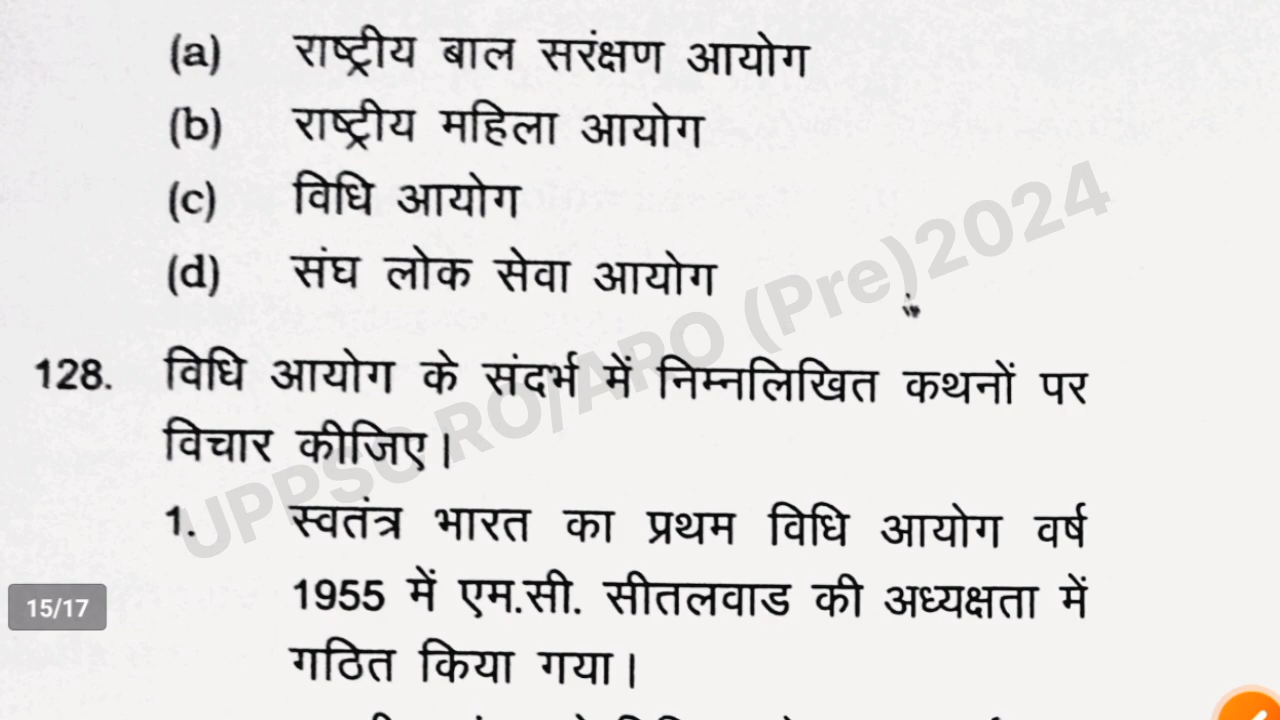 (a) राष्ट्रीय बाल सरंक्षण आयोग
(b) राष्ट्रीय महिला आयोग
(c) विधि आयोग
(d) संघ लोक सेवा आयोग
128. विधि आयोग के संदर्भ में निम्नलिखित कथनों पर
विचार कीजिए।
1. स्वतंत्र भारत का प्रथम विधि आयोग वर्ष
1955 में एम.सी. सीतलवाड की अध्यक्षता में
गठित किया गया।
15/17
UPPSC RO/ARO (Pre)2024